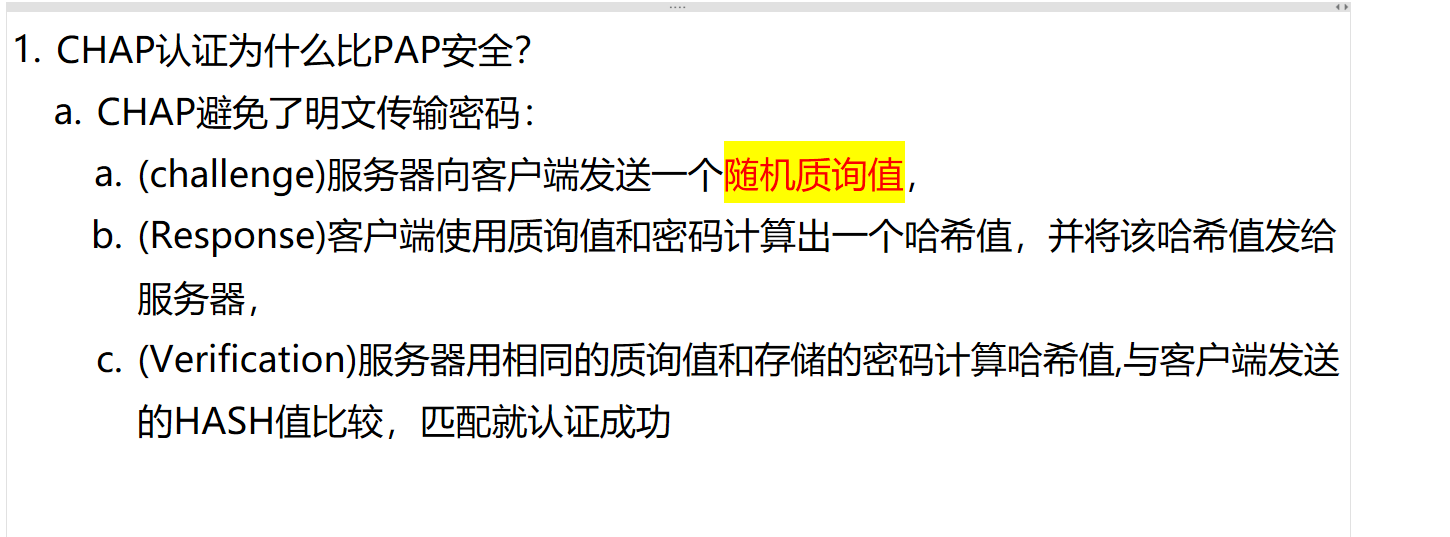 1. CHAP认证为什么比PAP安全？
a. CHAP避免了明文传输密码：
a. (challenge)服务器向客户端发送一个随机质询值，
b. (Response)客户端使用质询值和密码计算出一个哈希值，并将该哈希值发给
服务器，
c. (Verification)服务器用相同的质询值和存储的密码计算哈希值,与客户端发送
的HASH值比较，匹配就认证成功